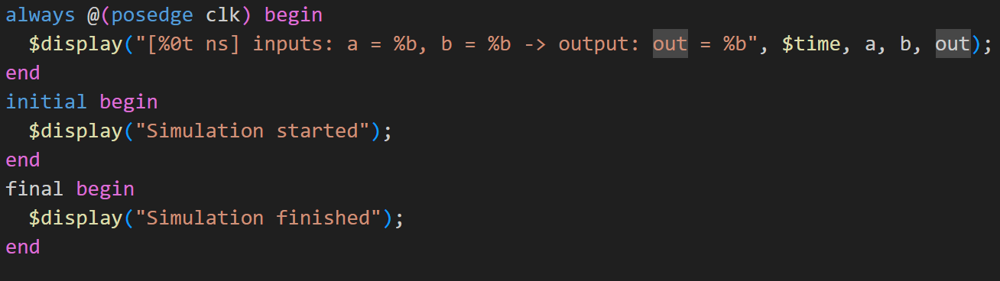 always @(posedge clk) begin
  $display("[%0t ns] inputs: a = %b, b = %b -> output: out = %b", $time, a, b, out);
end
initial begin
  $display("Simulation started");
end
final begin
  $display("Simulation finished");
end